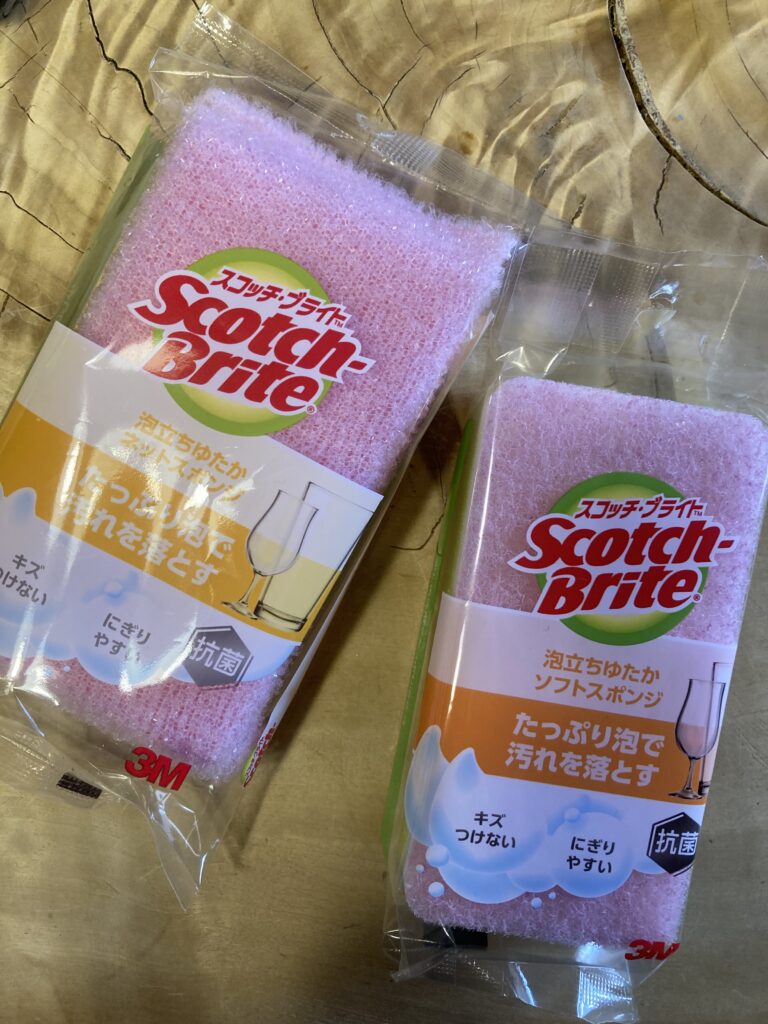 スコッチ・ブライト™
Scotch-
Brite®
泡立ちゆたか
ネットスポンジ
たっぷり泡で
汚れを落とす
キズ
つけない
にぎり
やすい
抗菌
3M
スコッチ・ブライト™
Scotch-
Brite®
泡立ちゆたか
ソフトスポンジ
たっぷり泡で
汚れを落とす
キズ
つけない
にぎり
やすい
抗菌
3M